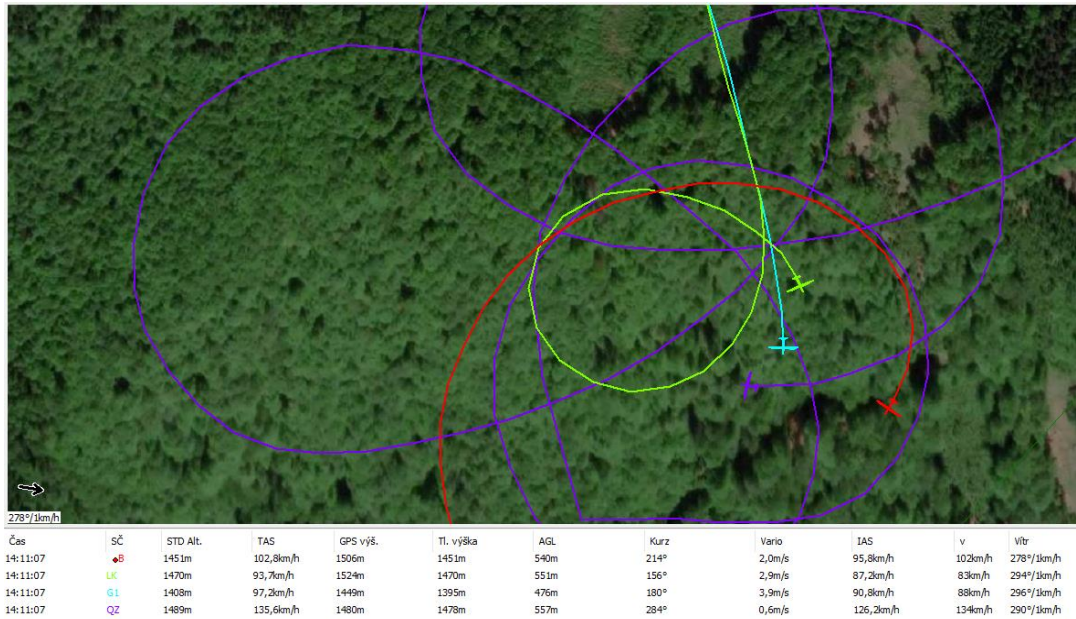 278°/1km/h
Čas SČ STD Alt. TAS GPS výš. Tl. výška AGL Kurz Vario IAS v Vítr
14:11:07 B 1451m 102,8km/h 1506m 1451m 540m 214° 2,0m/s 95,8km/h 102km/h 278°/1km/h
14:11:07 LK 1470m 93,7km/h 1524m 1470m 551m 156° 2,9m/s 87,2km/h 83km/h 294°/1km/h
14:11:07 G1 1408m 97,2km/h 1449m 1395m 476m 180° 3,9m/s 90,8km/h 88km/h 296°/1km/h
14:11:07 QZ 1489m 135,6km/h 1480m 1478m 557m 284° 0,6m/s 126,2km/h 134km/h 290°/1km/h